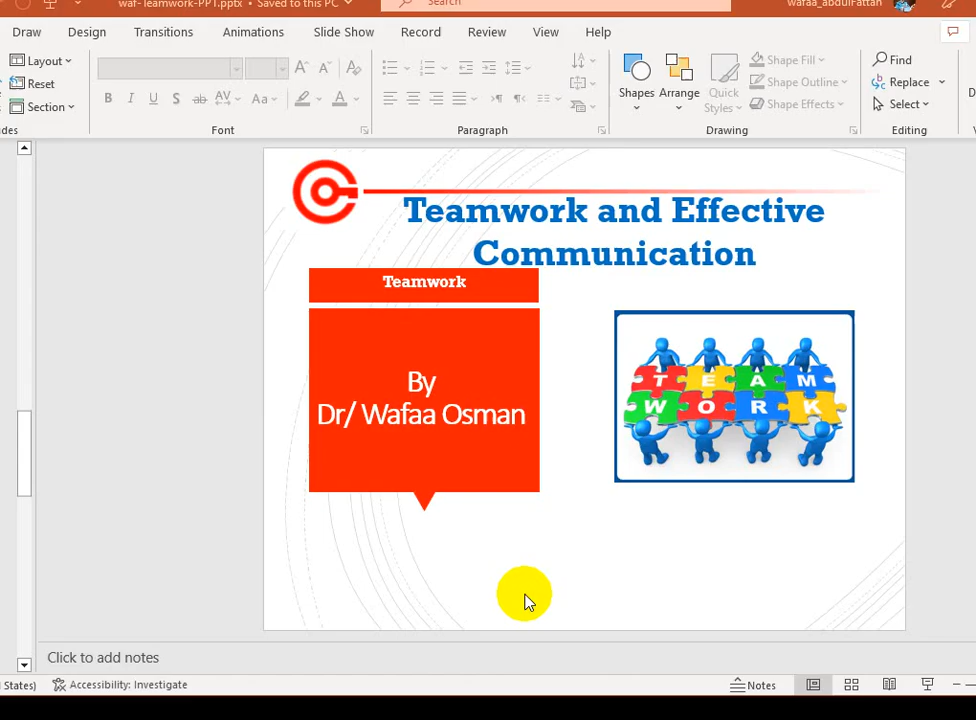 waf-Teamwork-PPT.pptx • Saved to this PC
Search
wafaa_abdulFattah
Draw Design Transitions Animations Slide Show Record Review View Help
Layout
Reset
Section
Aa
Shapes
Arrange
Quick
Styles
Shape Fill
Shape Outline
Shape Effects
Find
Replace
Select
Font
Paragraph
Drawing
Editing
Teamwork and Effective
Communication
Teamwork
By
Dr/ Wafaa Osman
TEAM
WORK
Click to add notes
States)
Accessibility: Investigate
Notes